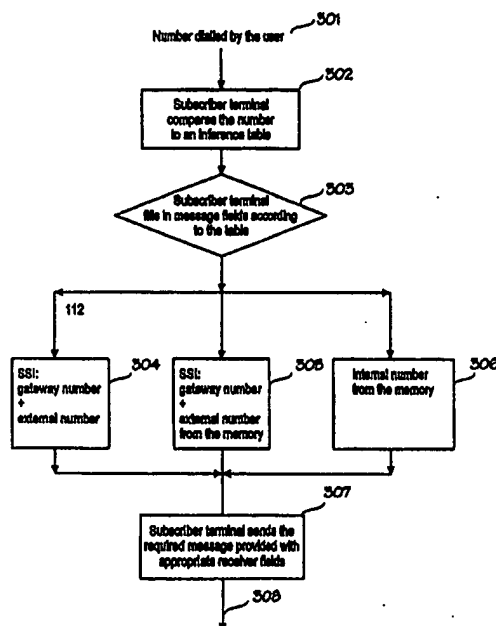 301
Number dialled by the user
302
Subscriber terminal
compares the number
to an inference table
303
Subscriber terminal
fills in message fields according
to the table
112
304
SSI:
gateway number
+
external number
305
SSI:
gateway number
+
external number
from the memory
306
Internal number
from the memory
307
Subscriber terminal sends the
required message provided with
appropriate receiver fields
308